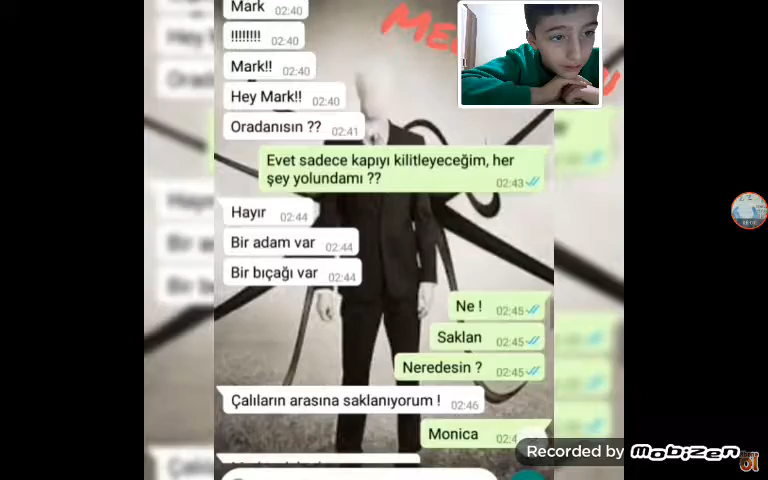 Mark 02:40
!!!!!!!! 02:40
Mark!! 02:40
Hey Mark!! 02:40
Oradanısın ?? 02:41
Evet sadece kapıyı kilitleyeceğim, her
şey yolundamı ?? 02:43
Hayır 02:44
Bir adam var 02:44
Bir bıçağı var 02:44
Ne ! 02:45
Saklan 02:45
Neredesin ? 02:45
Çalıların arasına saklanıyorum ! 02:46
Monica
Recorded by mobizen